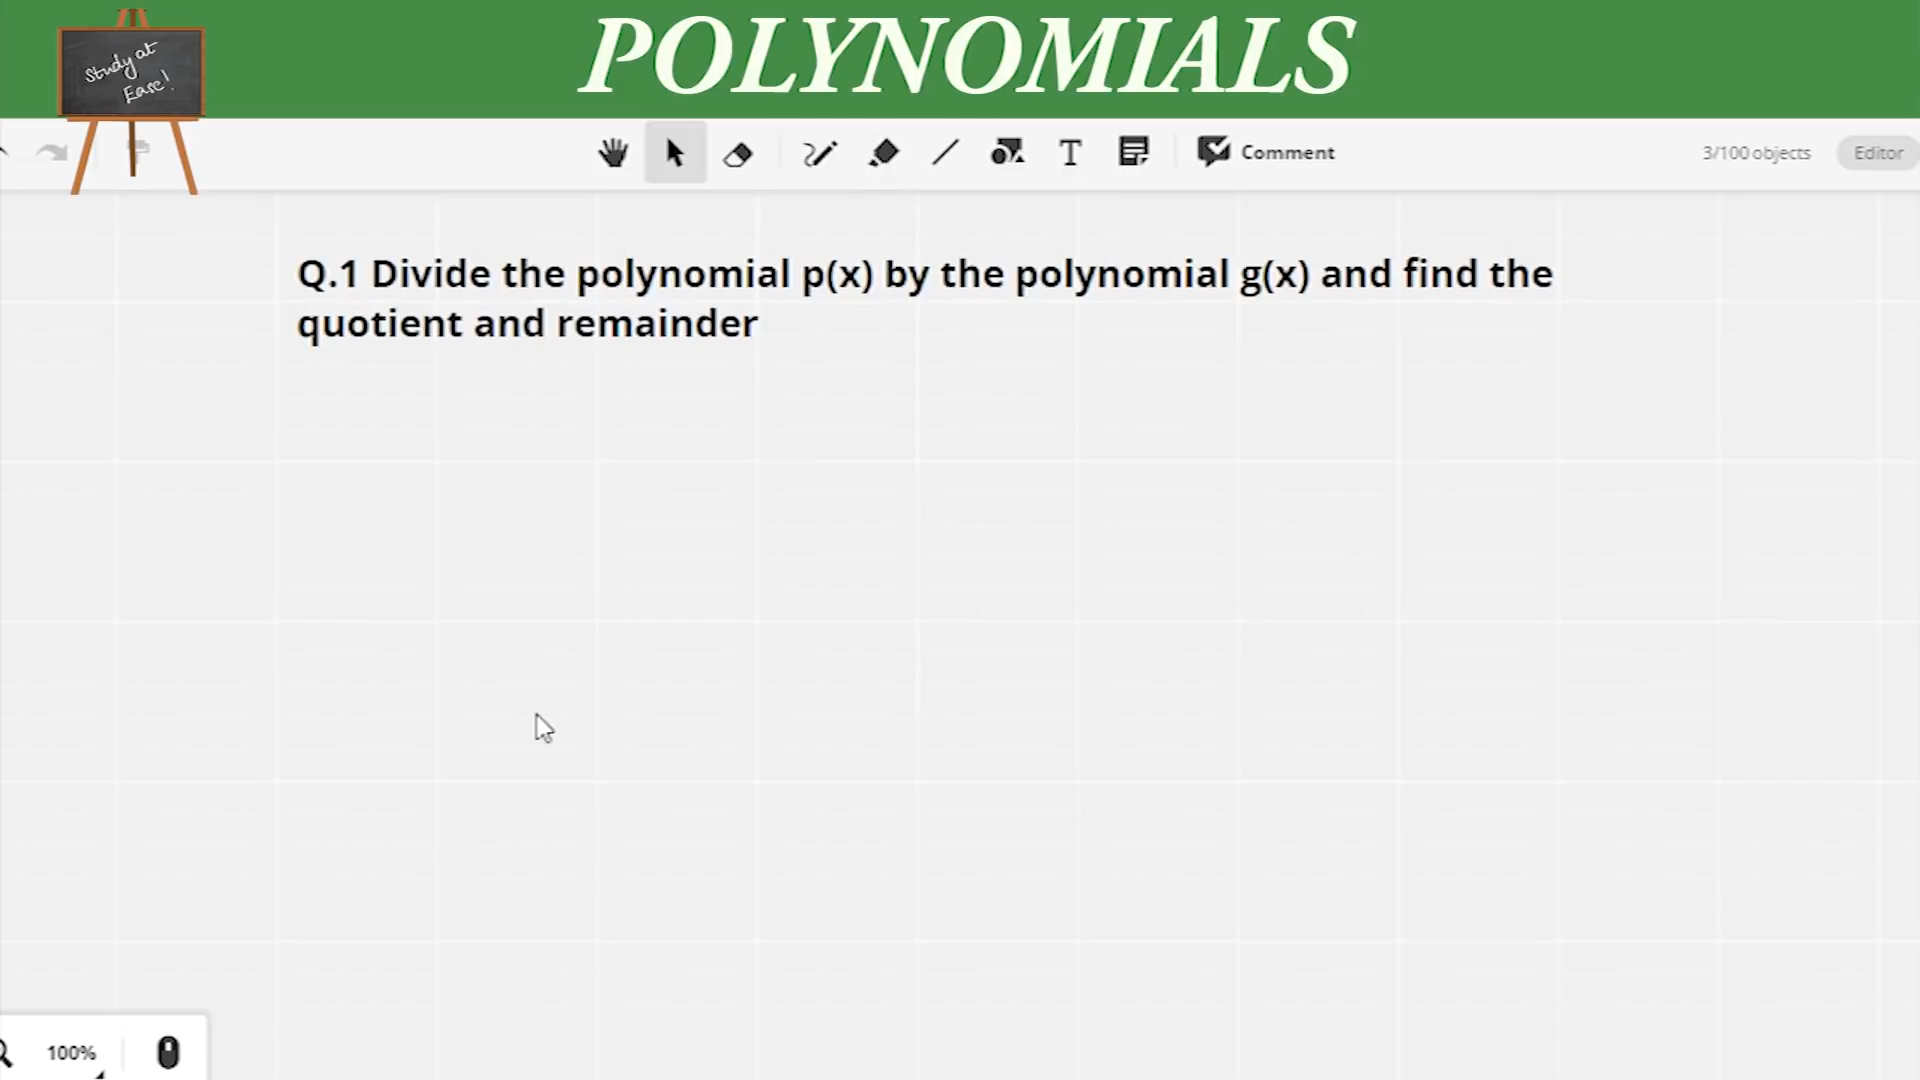 Study at
Ease!
POLYNOMIALS
T
Comment
3/100 objects
Editor
Q.1 Divide the polynomial p(x) by the polynomial g(x) and find the
quotient and remainder
100%